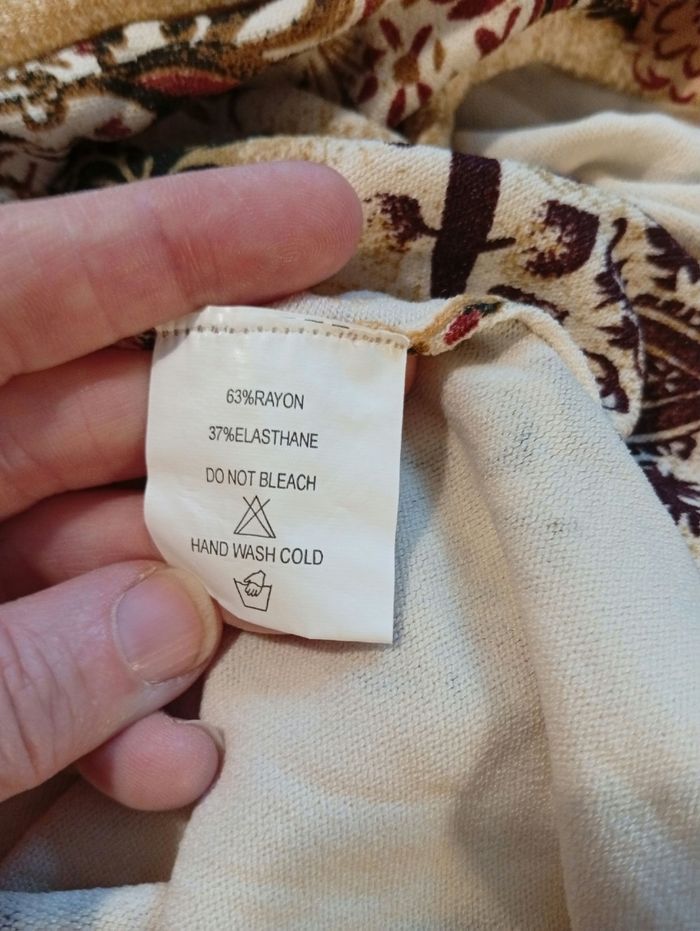 63%RAYON
37%ELASTHANE
DO NOT BLEACH
HAND WASH COLD